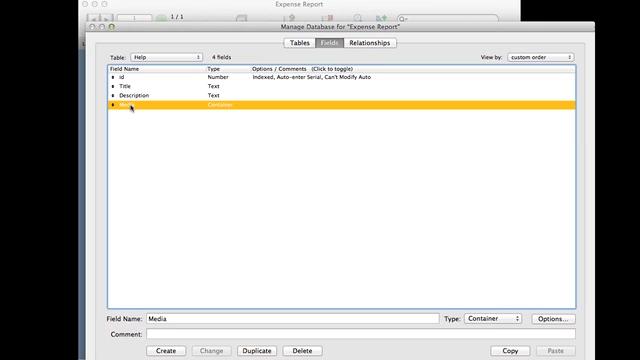 Expense Report
1
1 / 1
Manage Database for "Expense Report"
Tables Fields Relationships
Table: Help 4 fields View by: custom order
Field Name Type Options / Comments (Click to toggle)
id Number Indexed, Auto-enter Serial, Can't Modify Auto
Title Text
Description Text
Media Container
Field Name: Media Type: Container Options...
Comment:
Create Change Duplicate Delete Copy Paste